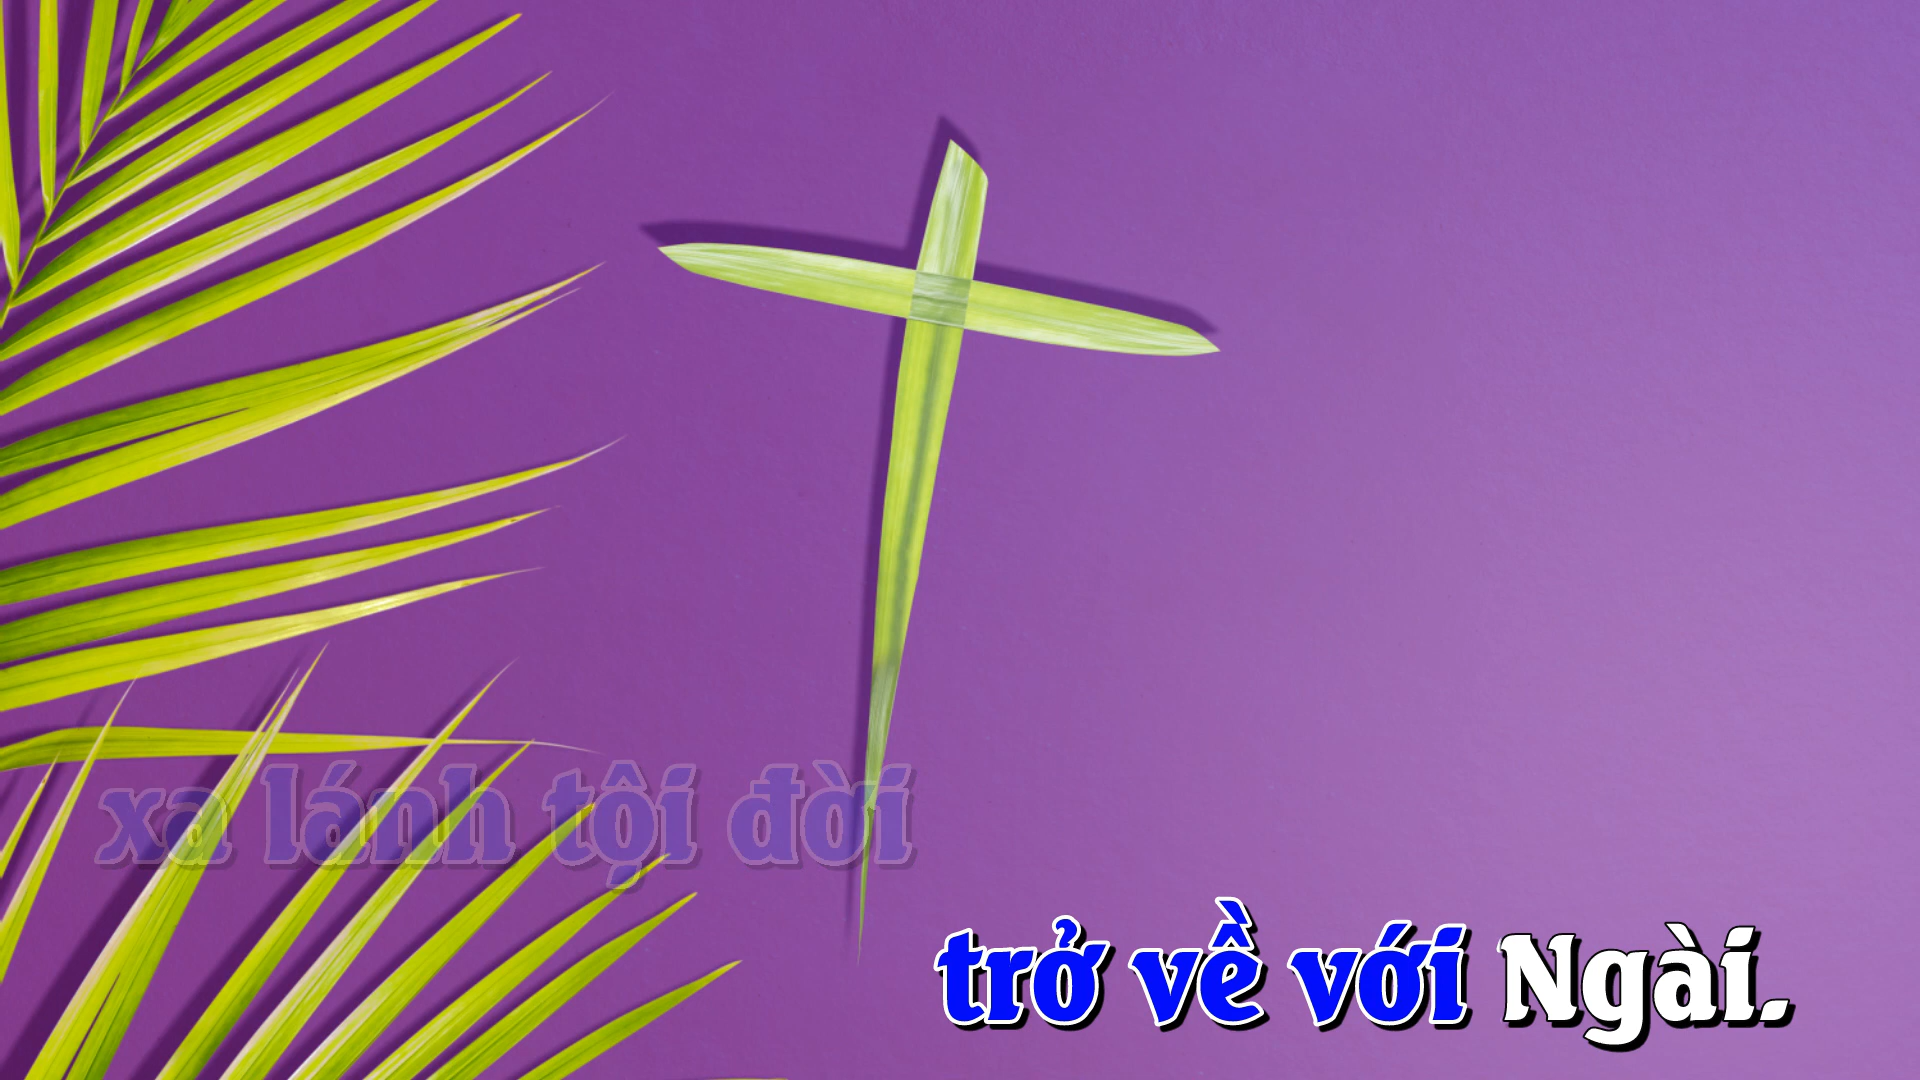 xa lánh tội đời
trở về với Ngài.